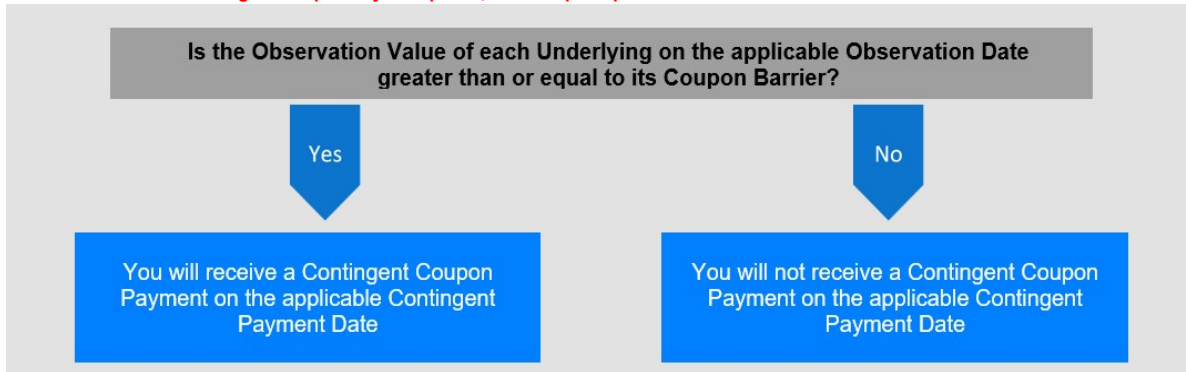 Is the Observation Value of each Underlying on the applicable Observation Date
greater than or equal to its Coupon Barrier?
Yes
No
You will receive a Contingent Coupon
Payment on the applicable Contingent
Payment Date
You will not receive a Contingent Coupon
Payment on the applicable Contingent
Payment Date